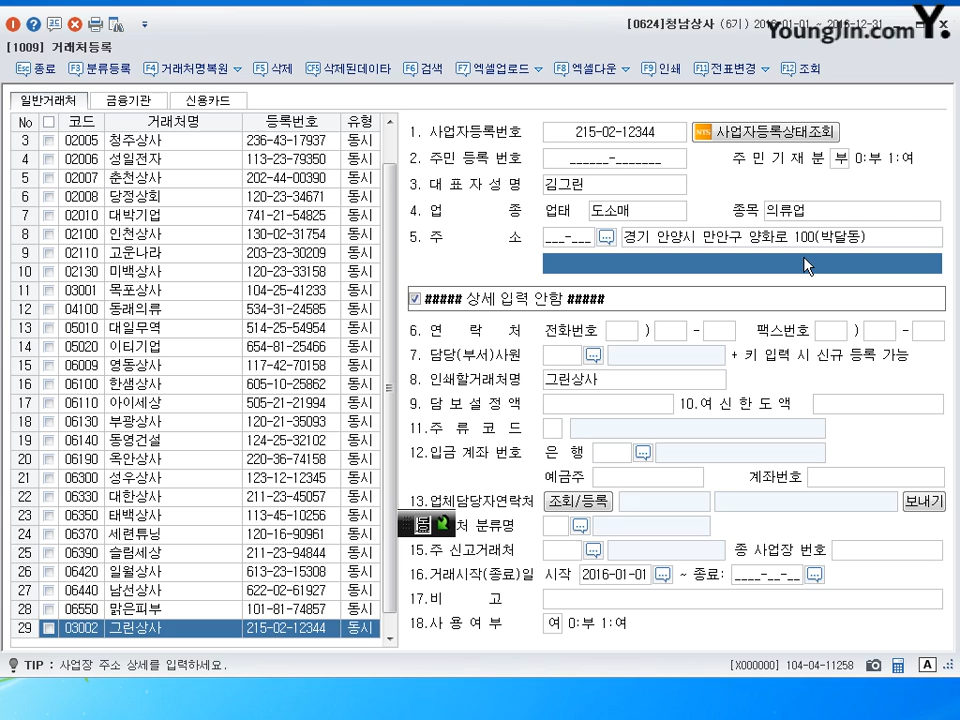 [0624]청남상사 (6기) 2016-01-01 ~ 2016-12-31
YoungJin.com Y.
[1009] 거래처등록
Esc 종료 F3 분류등록 F4 거래처명복원 F5 삭제 CF5 삭제된데이타 F6 검색 F7 엑셀업로드 F8 엑셀다운 F9 인쇄 F11 전표변경 F12 조회
일반거래처 금융기관 신용카드
No 코드 거래처명 등록번호 유형
3 02005 청주상사 236-43-17937 동시
4 02006 성일전자 113-23-79350 동시
5 02007 춘천상사 202-44-00390 동시
6 02008 당정상회 120-23-34671 동시
7 02010 대박기업 741-21-54825 동시
8 02100 인천상사 130-02-31754 동시
9 02110 고운나라 203-23-30209 동시
10 02130 미백상사 120-23-33158 동시
11 03001 목포상사 104-25-41233 동시
12 04100 동래의류 534-31-24585 동시
13 05010 대일무역 514-25-54954 동시
14 05020 이티기업 654-81-25466 동시
15 06009 영동상사 117-42-70158 동시
16 06100 한샘상사 605-10-25862 동시
17 06110 아이세상 505-21-21994 동시
18 06130 부광상사 120-21-35093 동시
19 06140 동영건설 124-25-32102 동시
20 06190 옥안상사 220-36-74158 동시
21 06300 성우상사 123-12-12345 동시
22 06330 대한상사 211-23-45057 동시
23 06350 태백상사 113-45-10256 동시
24 06370 세련튜닝 120-16-90961 동시
25 06390 슬림세상 211-23-94844 동시
26 06420 일월상사 613-23-15308 동시
27 06440 남선상사 622-02-61927 동시
28 06550 맑은피부 101-81-74857 동시
29 03002 그린상사 215-02-12344 동시
1. 사업자등록번호 215-02-12344 NTS 사업자등록상태조회
2. 주민 등록 번호 ______-_______ 주민기재분 부 0:부 1:여
3. 대표자성명 김그린
4. 업 종 업태 도소매 종목 의류업
5. 주 소 ___-___ 경기 안양시 만안구 양화로 100(박달동)
##### 상세 입력 안함 #####
6. 연 락 처 전화번호 ) - 팩스번호 ) -
7. 담당(부서)사원 + 키 입력 시 신규 등록 가능
8. 인쇄할거래처명 그린상사
9. 담보설정액 10.여신한도액
11.주류코드
12.입금 계좌 번호 은 행
예금주 계좌번호
13.업체담당자연락처 조회/등록 보내기
처 분류명
15.주 신고거래처 종 사업장 번호
16.거래시작(종료)일 시작 2016-01-01 ~ 종료: ____-__-__
17.비 고
18.사용여부 여 0:부 1:여
TIP : 사업장 주소 상세를 입력하세요.
[X000000] 104-04-11258 A